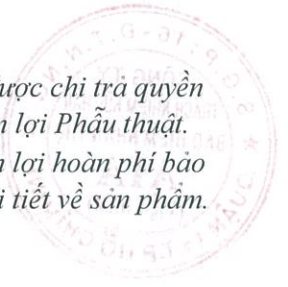 ược chi trả quyền
n lợi Phẫu thuật.
n lợi hoàn phí bảo
i tiết về sản phẩm.